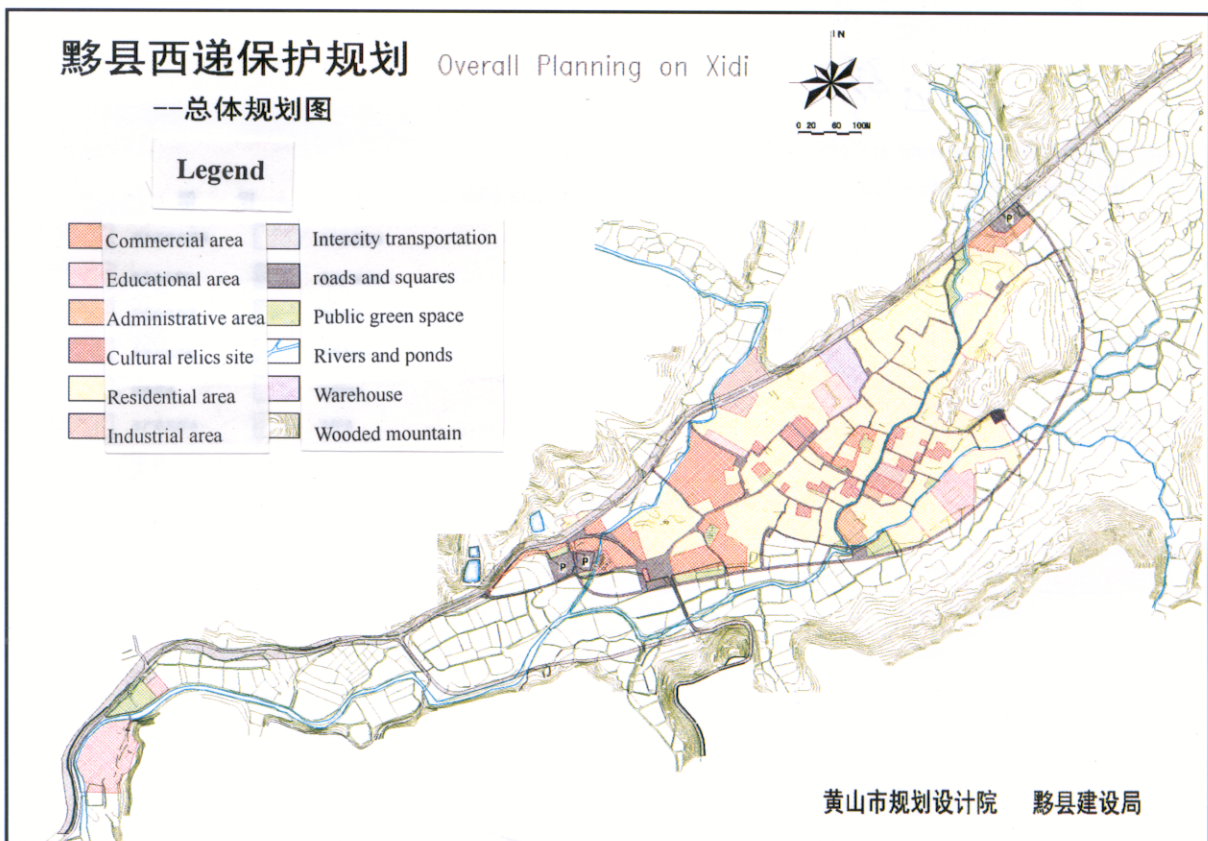 黟县西递保护规划 Overall Planning on Xidi
--总体规划图
N
0 20 60 100M
Legend
Commercial area
Educational area
Administrative area
Cultural relics site
Residential area
Industrial area
Intercity transportation
roads and squares
Public green space
Rivers and ponds
Warehouse
Wooded mountain
P
P
P
黄山市规划设计院 黟县建设局